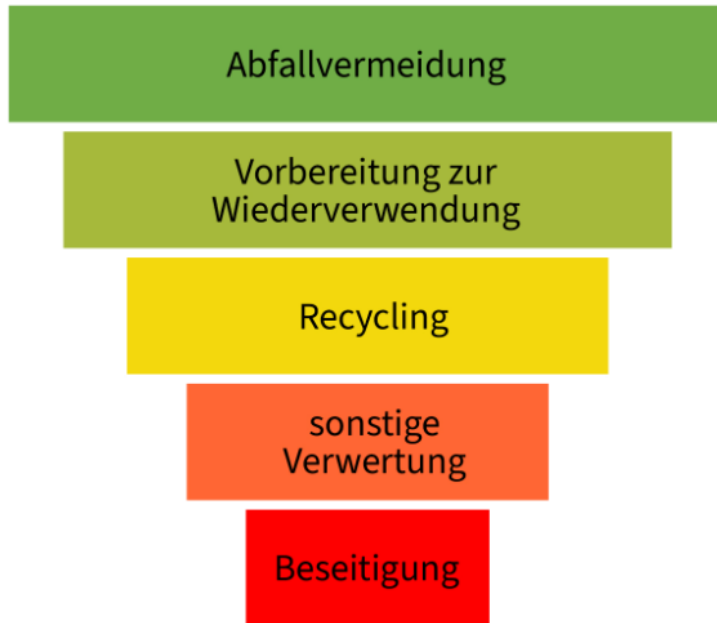 Abfallvermeidung
Vorbereitung zur
Wiederverwendung
Recycling
sonstige
Verwertung
Beseitigung